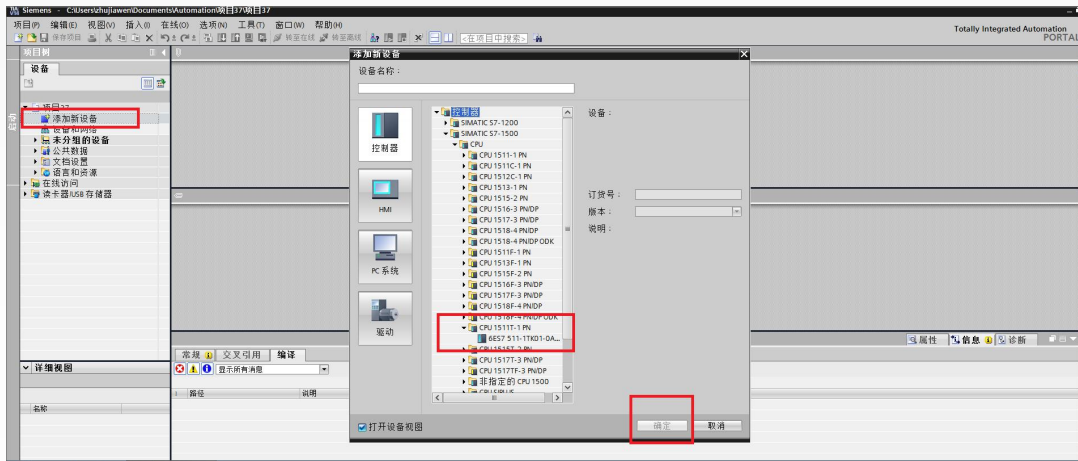 Siemens - C:\Users\zhujiawen\Documents\Automation\项目37\项目37
项目(P) 编辑(E) 视图(V) 插入(I) 在线(O) 选项(N) 工具(T) 窗口(W) 帮助(H)
Totally Integrated Automation
PORTAL
保存项目 转至在线 转至离线 <在项目中搜索>
项目树
设备
启动
项目37
添加新设备
设备和网络
未分组的设备
公共数据
文档设置
语言和资源
在线访问
读卡器/USB 存储器
详细视图
名称
添加新设备
设备名称：
控制器
HMI
PC 系统
驱动
控制器
SIMATIC S7-1200
SIMATIC S7-1500
CPU
CPU 1511-1 PN
CPU 1511C-1 PN
CPU 1512C-1 PN
CPU 1513-1 PN
CPU 1515-2 PN
CPU 1516-3 PN/DP
CPU 1517-3 PN/DP
CPU 1518-4 PN/DP
CPU 1518-4 PN/DP ODK
CPU 1511F-1 PN
CPU 1513F-1 PN
CPU 1515F-2 PN
CPU 1516F-3 PN/DP
CPU 1517F-3 PN/DP
CPU 1518F-4 PN/DP
CPU 1518F-4 PN/DP ODK
CPU 1511T-1 PN
6ES7 511-1TK01-0A...
CPU 1515T-2 PN
CPU 1517T-3 PN/DP
CPU 1517TF-3 PN/DP
非指定的 CPU 1500
CPU SIPLUS
设备：
订货号：
版本：
说明：
打开设备视图
确定 取消
属性 信息 诊断
常规 交叉引用 编译
显示所有消息
! 路径 说明